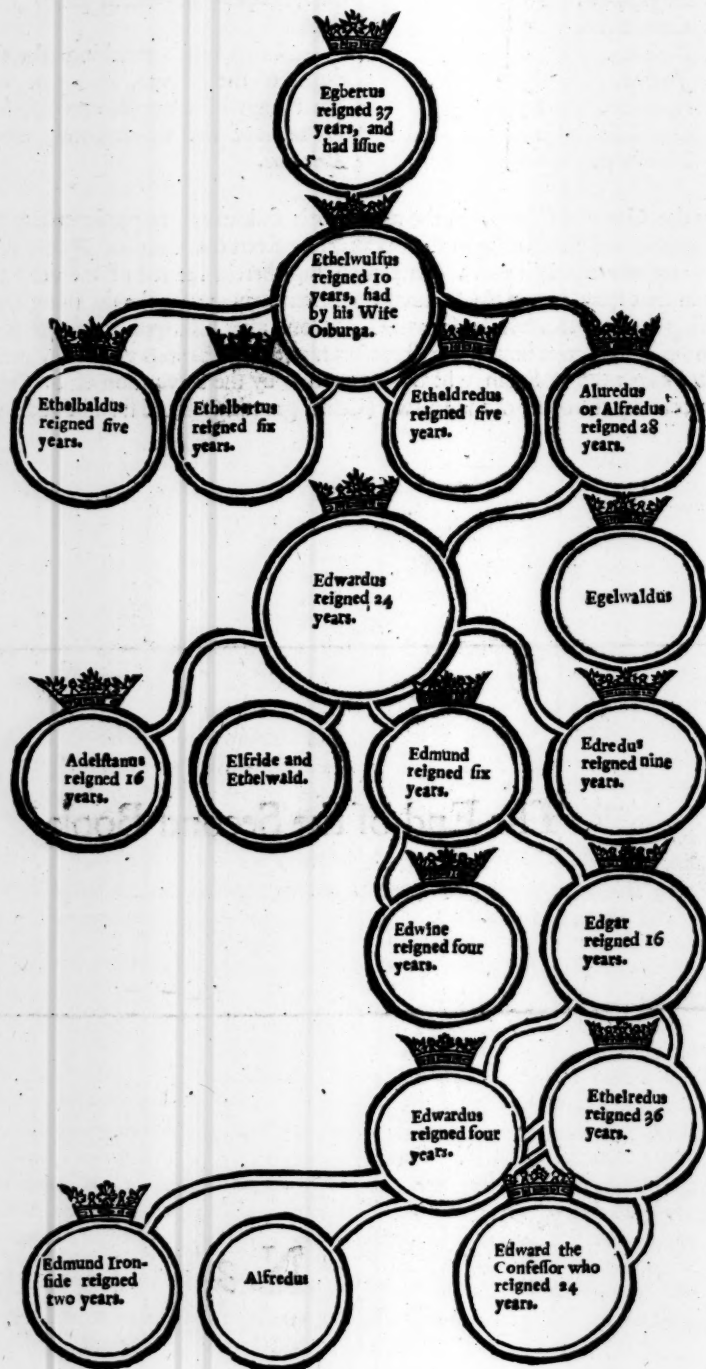 Egbertus
reigned 37
years, and
had iſſue
Ethelwulfus
reigned 10
years, had
by his Wife
Osburga.
Ethelbaldus
reigned five
years.
Ethelbertus
reigned ſix
years.
Etheldredus
reigned five
years.
Aluredus
or Alfredus
reigned 28
years.
Edwardus
reigned 24
years.
Egelwaldus
Adelſtanus
reigned 16
years.
Elfride and
Ethelwald.
Edmund
reigned ſix
years.
Edredus
reigned nine
years.
Edwine
reigned four
years.
Edgar
reigned 16
years.
Edwardus
reigned four
years.
Ethelredus
reigned 36
years.
Edmund Iron-
ſide reigned
two years.
Alfredus
Edward the
Confeſſor who
reigned 24
years.